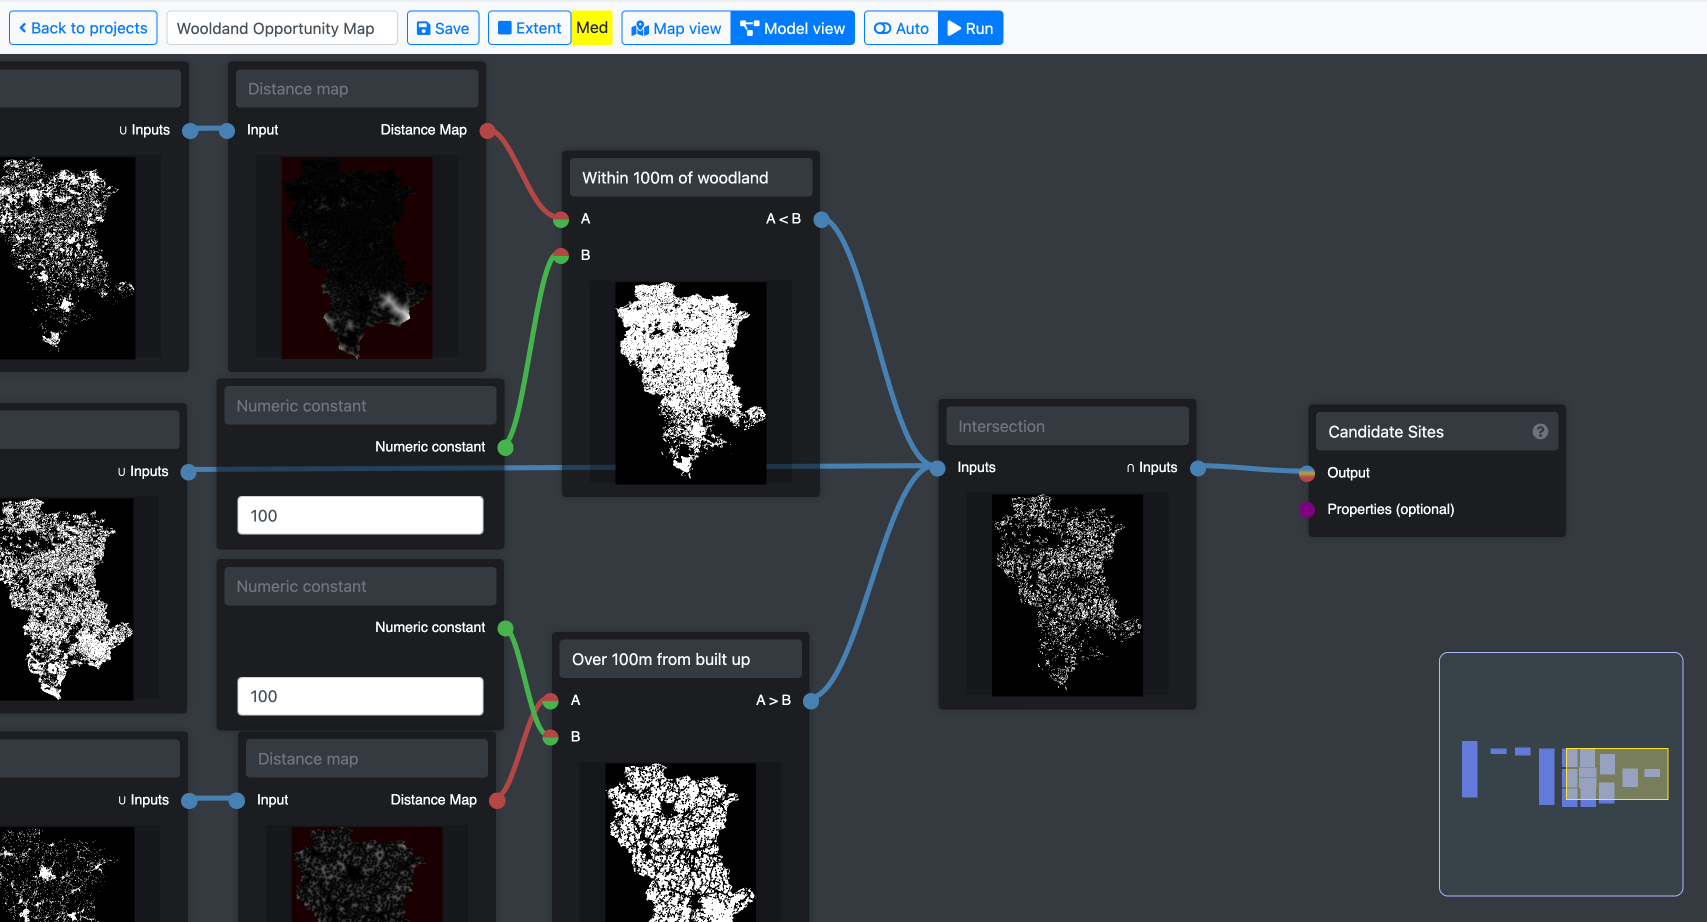 Back to projects
Wooldand Opportunity Map
Save
Extent
Med
Map view
Model view
Auto
Run
∪ Inputs
Distance map
Input
Distance Map
Within 100m of woodland
A
A < B
B
Numeric constant
Numeric constant
100
∪ Inputs
Intersection
Inputs
∩ Inputs
Candidate Sites
?
Output
Properties (optional)
Numeric constant
Numeric constant
100
Over 100m from built up
A
A > B
B
∪ Inputs
Distance map
Input
Distance Map